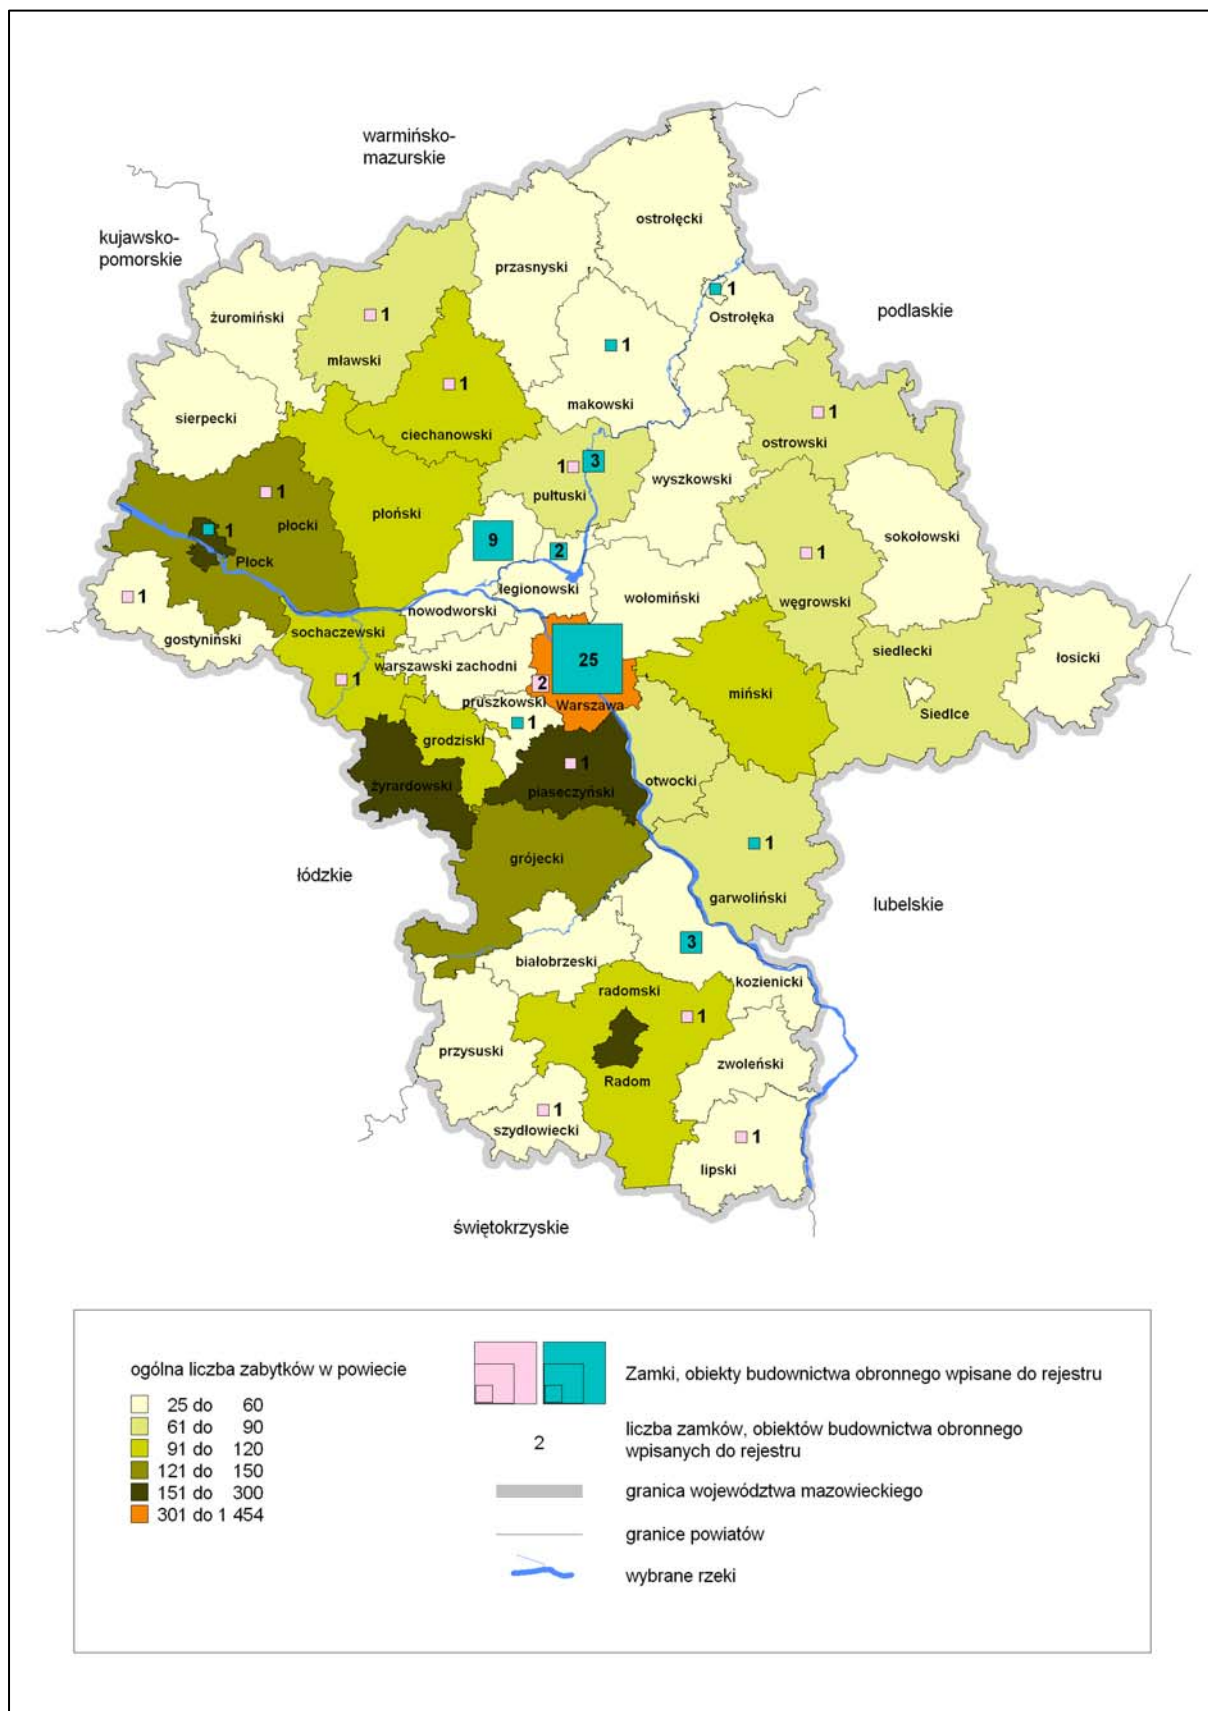 warmińsko-
mazurskie
kujawsko-
pomorskie
podlaskie
łódzkie
lubelskie
świętokrzyskie
ostrołęcki
przasnyski
1
Ostrołęka
żuromiński
1
mławski
1
makowski
1
ciechanowski
sierpecki
1
ostrowski
1
3
pułtuski
wyszkowski
1
płocki
płoński
sokołowski
1
Płock
9
2
1
węgrowski
legionowski
wołomiński
1
gostyniński
nowodworski
sochaczewski
siedlecki
łosicki
25
warszawski zachodni
1
2
miński
pruszkowski
Warszawa
Siedlce
1
grodziski
1
żyrardowski
piaseczyński
otwocki
grójecki
1
garwoliński
3
białobrzeski
kozienicki
radomski
1
przysuski
zwoleński
Radom
1
szydłowiecki
1
lipski
ogólna liczba zabytków w powiecie
25 do 60
61 do 90
91 do 120
121 do 150
151 do 300
301 do 1 454
Zamki, obiekty budownictwa obronnego wpisane do rejestru
2
liczba zamków, obiektów budownictwa obronnego
wpisanych do rejestru
granica województwa mazowieckiego
granice powiatów
wybrane rzeki